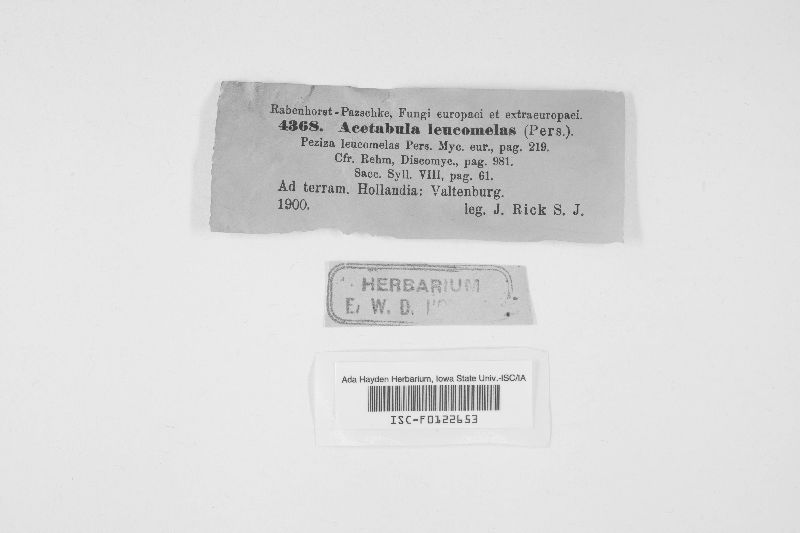 Rabenhorst-Pazschke, Fungi europaei et extraeuropaei.
4368. Acetabula leucomelas (Pers.).
Peziza leucomelas Pers. Myc. eur., pag. 219.
Cfr. Rehm, Discomyc., pag. 981.
Sacc. Syll. VIII, pag. 61.
Ad terram. Hollandia: Valtenburg.
1900. leg. J. Rick S. J.
HERBARIUM
E. W. D.
Ada Hayden Herbarium, Iowa State Univ.-ISC/IA
ISC-F0122653